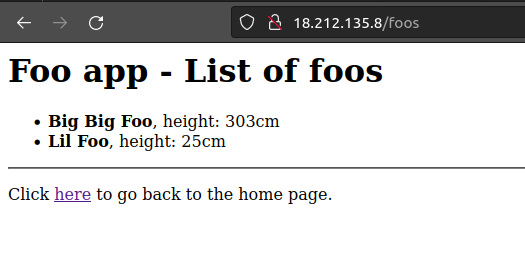 18.212.135.8/foos
Foo app - List of foos
• Big Big Foo, height: 303cm
• Lil Foo, height: 25cm
Click here to go back to the home page.